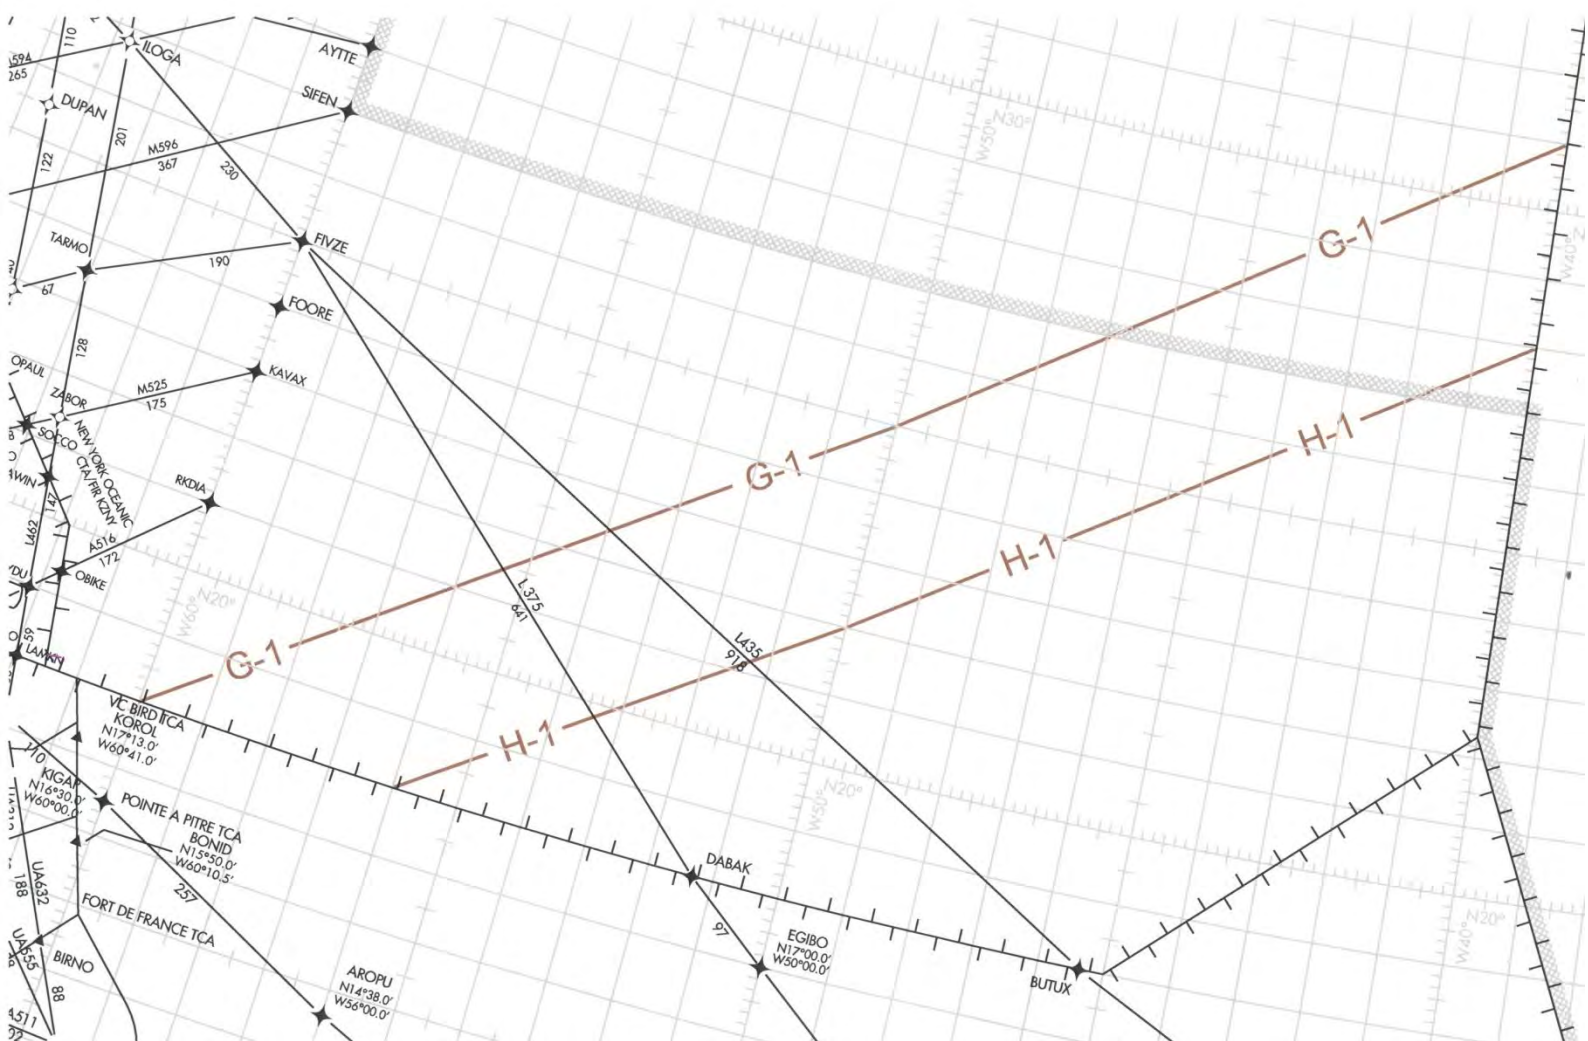 110
ILOGA
AYTTE
A594
265
SIFEN
DUPAN
201
M596
367
122
230
N30°
W50°
TARMO
FIVZE
190
67
G-1
W40°
FOORE
128
OPAUL
KAVAX
M525
175
ZABOR
SOCCO
NEW YORK OCEANIC
CTA/FIR KZNY
H-1
G-1
RKDIA
147
L462
A516
172
OBIKE
H-1
L375
641
N20°
W60°
59
LAMKN
G-1
L435
918
VC BIRD TCA
KOROL
N17°13.0'
W60°41.0'
H-1
110
KIGAP
N16°30.0'
W60°00.0'
POINTE A PITRE TCA
BONID
N15°50.0'
W60°10.5'
N20°
W50°
DABAK
UA632
188
257
FORT DE FRANCE TCA
N20°
W40°
97
EGIBO
N17°00.0'
W50°00.0'
UA555
BIRNO
88
AROPU
N14°38.0'
W56°00.0'
BUTUX
A511